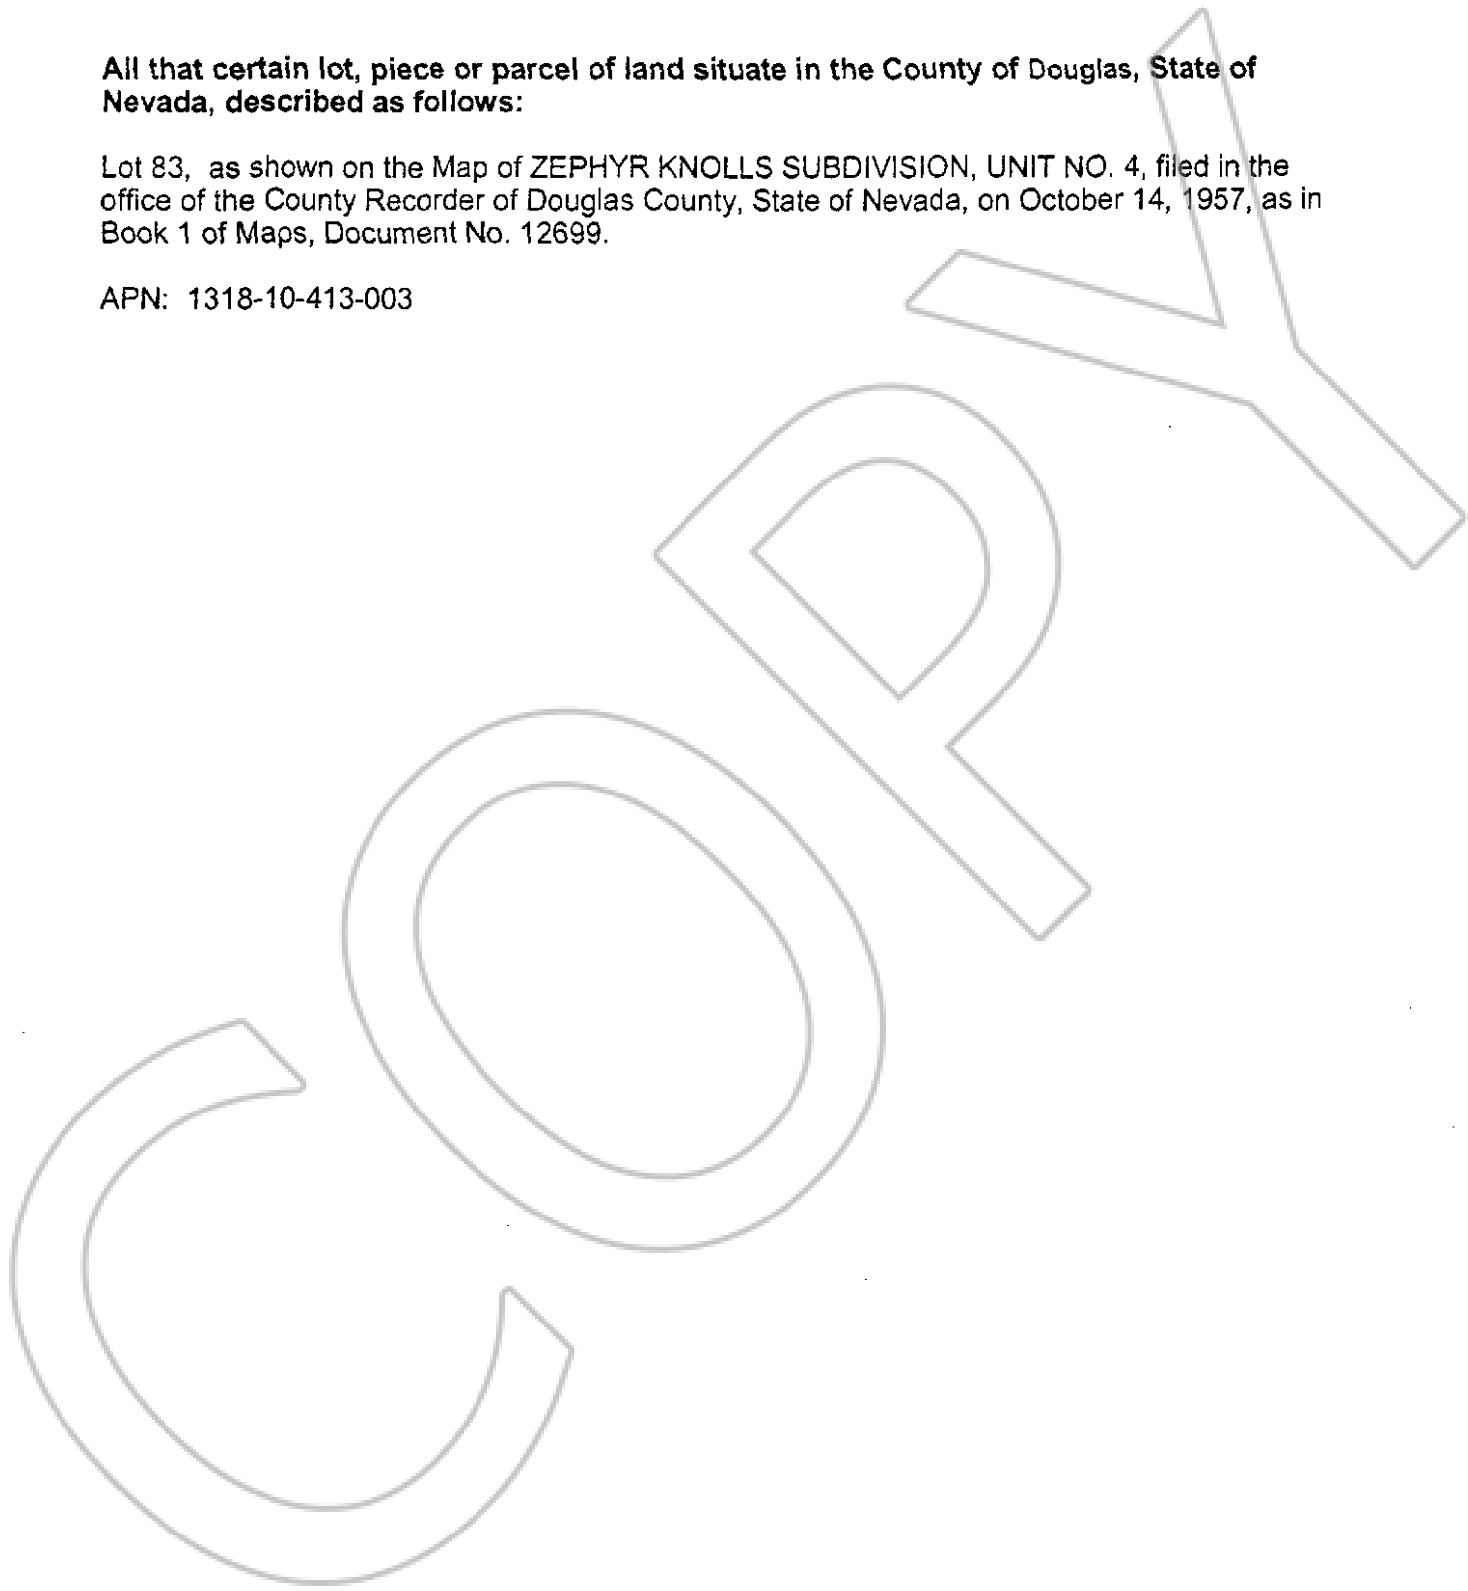 All that certain lot, piece or parcel of land situate in the County of Douglas, State of
Nevada, described as follows:
Lot 83, as shown on the Map of ZEPHYR KNOLLS SUBDIVISION, UNIT NO. 4, filed in the
office of the County Recorder of Douglas County, State of Nevada, on October 14, 1957, as in
Book 1 of Maps, Document No. 12699.
APN: 1318-10-413-003
COPY